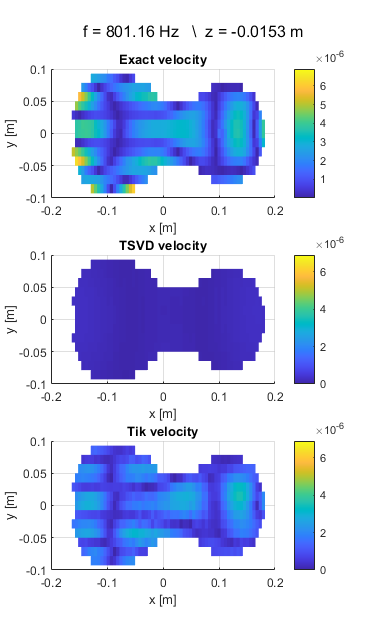 f = 801.16 Hz \ z = -0.0153 m
Exact velocity
×10-6
0.1
0.05
0
-0.05
-0.1
y [m]
-0.2 -0.1 0 0.1 0.2
x [m]
6
5
4
3
2
1
TSVD velocity
×10-6
0.1
0.05
0
-0.05
-0.1
y [m]
-0.2 -0.1 0 0.1 0.2
x [m]
6
4
2
0
Tik velocity
×10-6
0.1
0.05
0
-0.05
-0.1
y [m]
-0.2 -0.1 0 0.1 0.2
x [m]
6
4
2
0